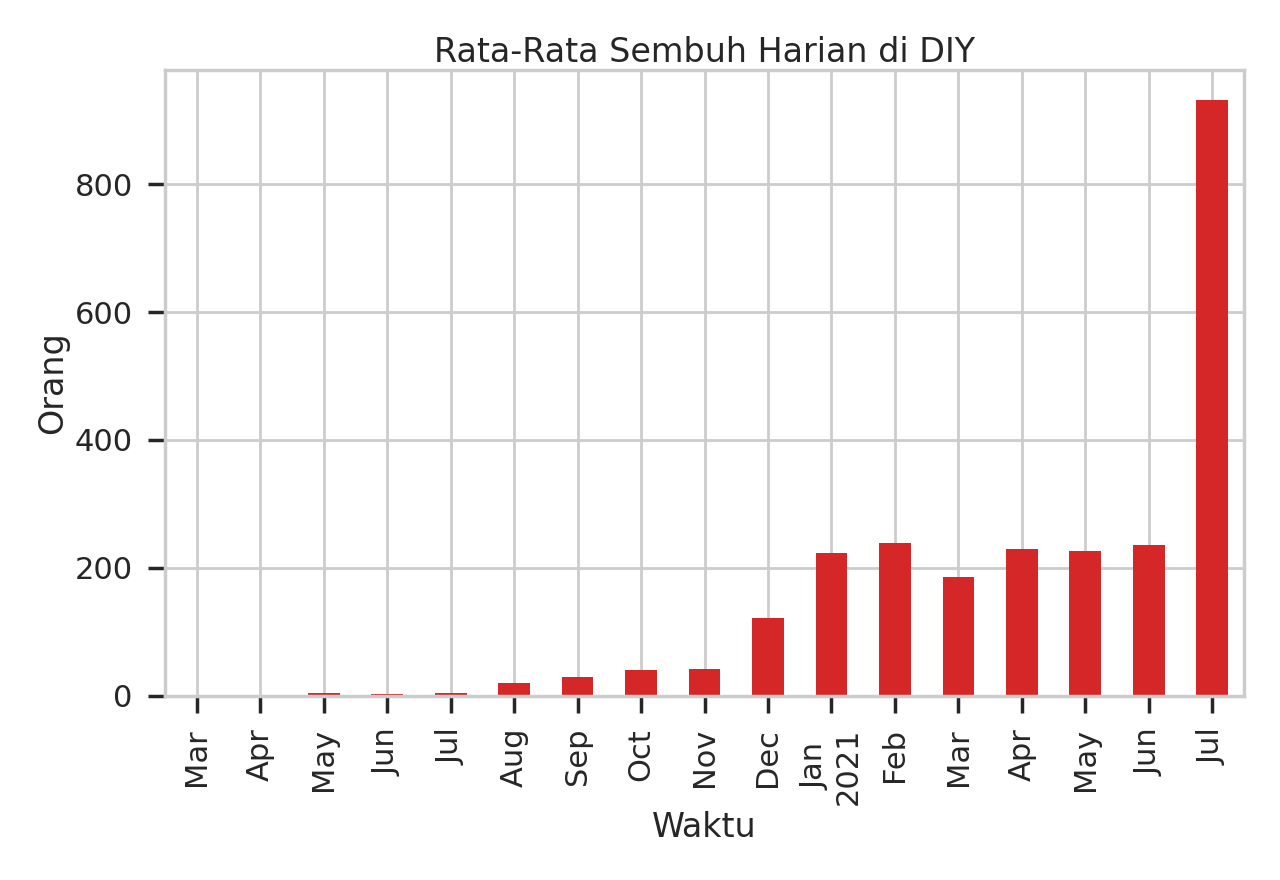 Rata-Rata Sembuh Harian di DIY
Orang
800
600
400
200
0
Mar
Apr
May
Jun
Jul
Aug
Sep
Oct
Nov
Dec
Jan
2021
Feb
Mar
Apr
May
Jun
Jul
Waktu